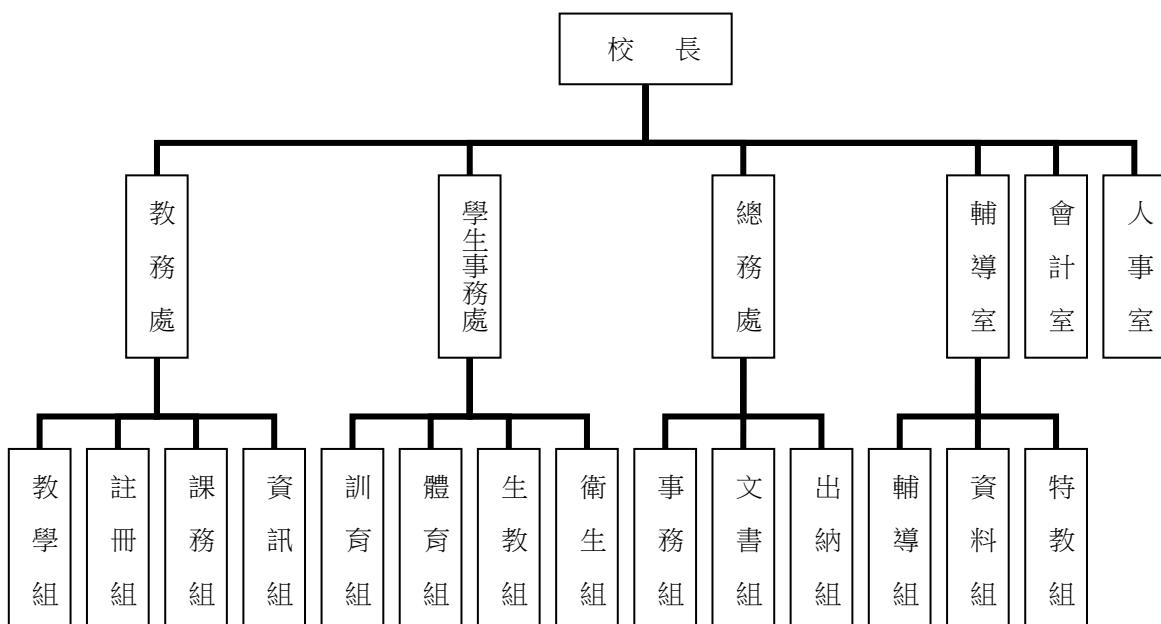 校長
教務處
學生事務處
總務處
輔導室
會計室
人事室
教學組
註冊組
課務組
資訊組
訓育組
體育組
生教組
衛生組
事務組
文書組
出納組
輔導組
資料組
特教組